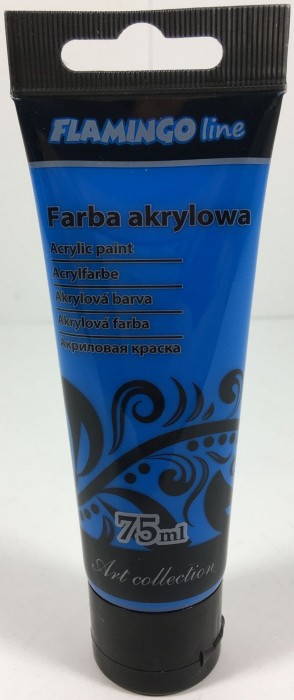 FLAMINGO line
Farba akrylowa
Acrylic paint
Acrylfarbe
Akrylová barva
Akrylová farba
Акриловая краска
75ml
Art collection